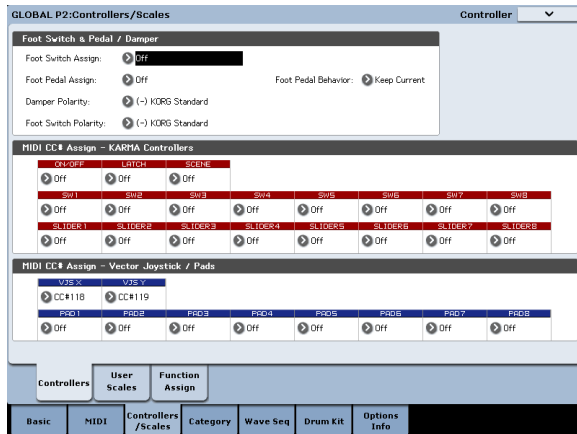 GLOBAL P2:Controllers/Scales Controller
Foot Switch & Pedal / Damper
Foot Switch Assign: Off
Foot Pedal Assign: Off Foot Pedal Behavior: Keep Current
Damper Polarity: (-) KORG Standard
Foot Switch Polarity: (-) KORG Standard
MIDI CC# Assign - KARMA Controllers
ON/OFF LATCH SCENE
Off Off Off
SW1 SW2 SW3 SW4 SW5 SW6 SW7 SW8
Off Off Off Off Off Off Off Off
SLIDER1 SLIDER2 SLIDER3 SLIDER4 SLIDER5 SLIDER6 SLIDER7 SLIDER8
Off Off Off Off Off Off Off Off
MIDI CC# Assign - Vector Joystick / Pads
VJS X VJS Y
CC#118 CC#119
PAD1 PAD2 PAD3 PAD4 PAD5 PAD6 PAD7 PAD8
Off Off Off Off Off Off Off Off
Controllers User Scales Function Assign
Basic MIDI Controllers /Scales Category Wave Seq Drum Kit Options Info